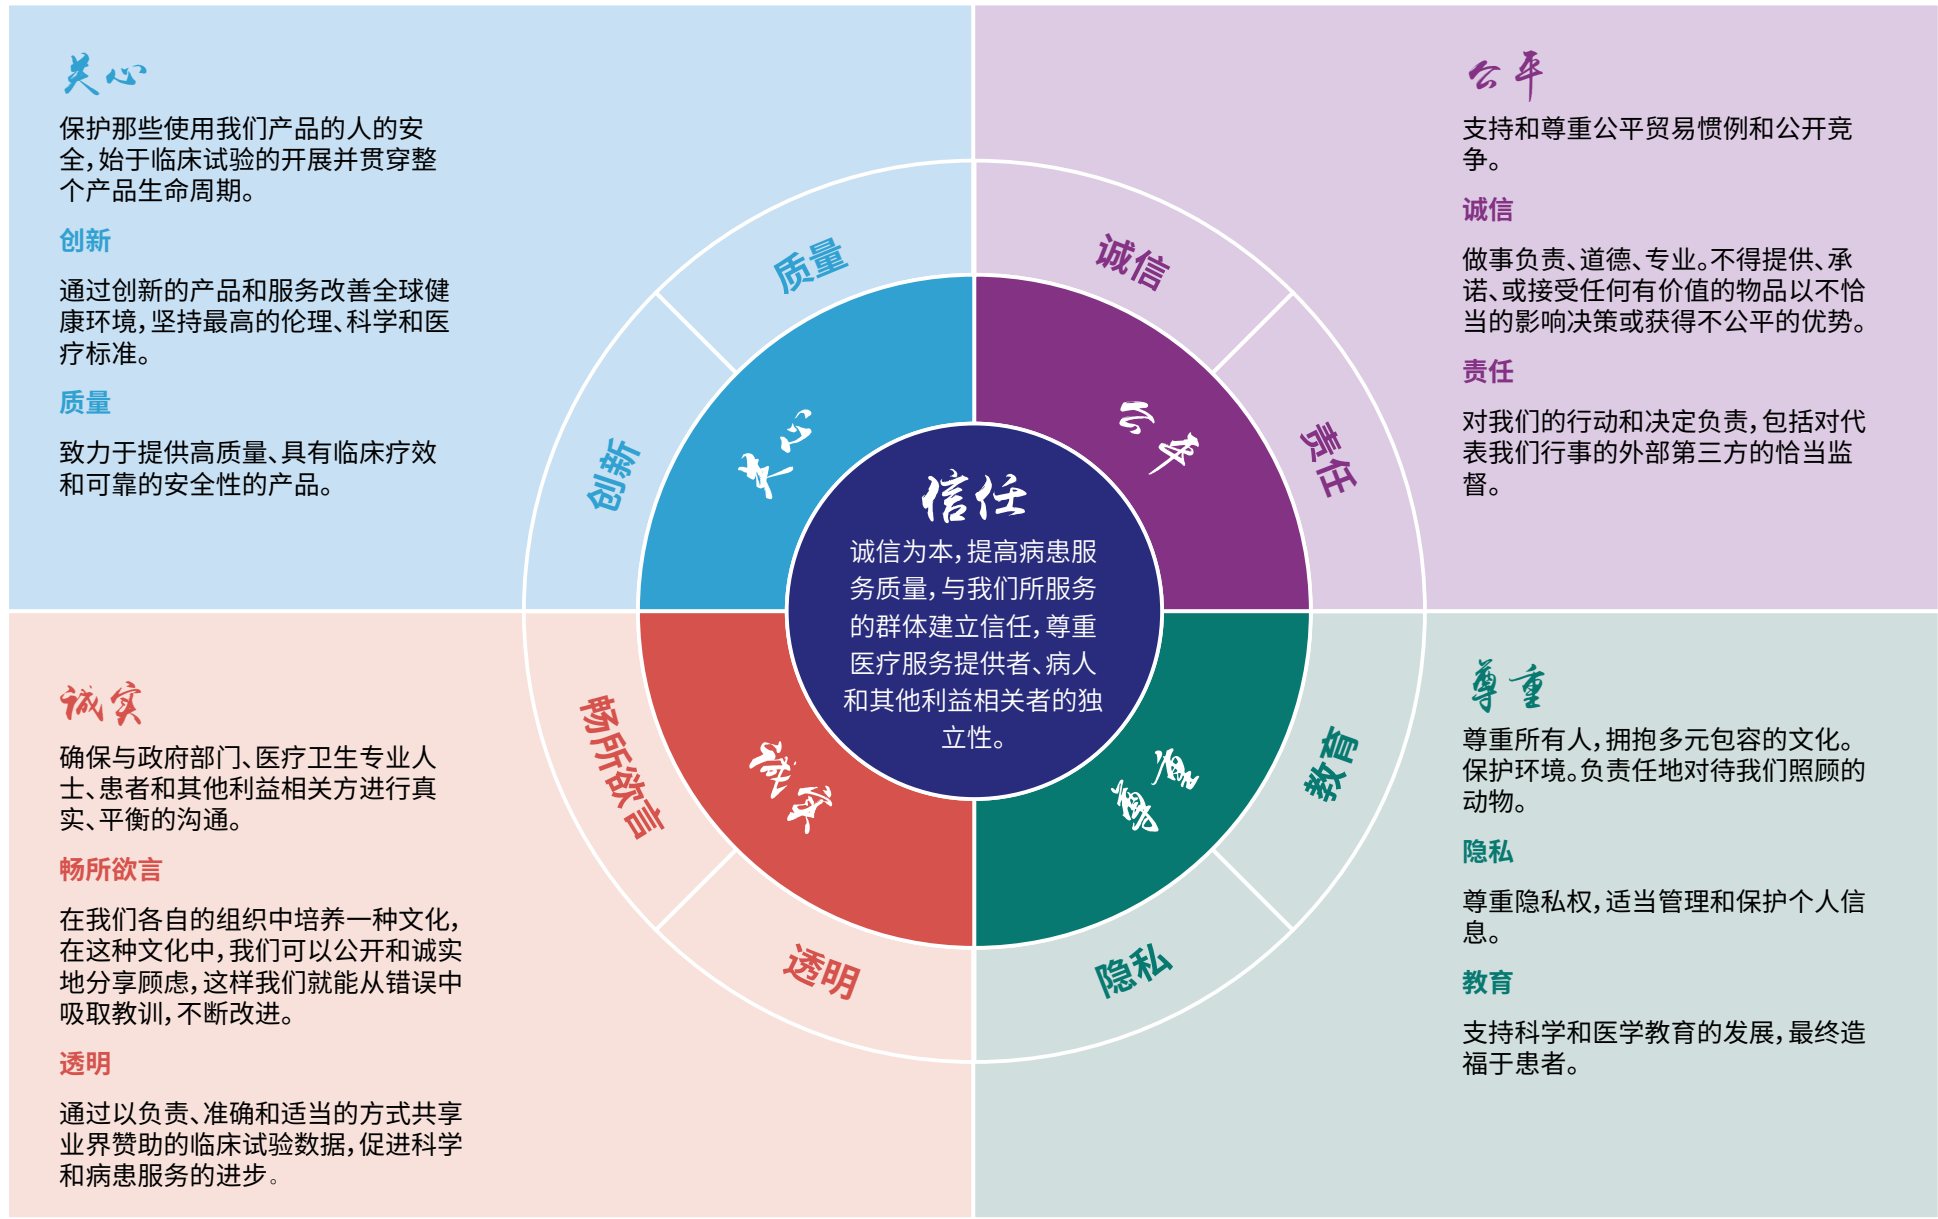 关心
保护那些使用我们产品的人的安
全，始于临床试验的开展并贯穿整
个产品生命周期。
创新
通过创新的产品和服务改善全球健
康环境，坚持最高的伦理、科学和医
疗标准。
质量
致力于提供高质量、具有临床疗效
和可靠的安全性的产品。
公平
支持和尊重公平贸易惯例和公开竞
争。
诚信
做事负责、道德、专业。不得提供、承
诺、或接受任何有价值的物品以不恰
当的影响决策或获得不公平的优势。
责任
对我们的行动和决定负责，包括对代
表我们行事的外部第三方的恰当监
督。
质量
诚信
创新
责任
关心
公平
信任
诚信为本，提高病患服
务质量，与我们所服务
的群体建立信任，尊重
医疗服务提供者、病人
和其他利益相关者的独
立性。
诚实
尊重
畅所欲言
教育
透明
隐私
诚实
确保与政府部门、医疗卫生专业人
士、患者和其他利益相关方进行真
实、平衡的沟通。
畅所欲言
在我们各自的组织中培养一种文化，
在这种文化中，我们可以公开和诚实
地分享顾虑，这样我们就能从错误中
吸取教训，不断改进。
透明
通过以负责、准确和适当的方式共享
业界赞助的临床试验数据，促进科学
和病患服务的进步。
尊重
尊重所有人，拥抱多元包容的文化。
保护环境。负责任地对待我们照顾的
动物。
隐私
尊重隐私权，适当管理和保护个人信
息。
教育
支持科学和医学教育的发展，最终造
福于患者。